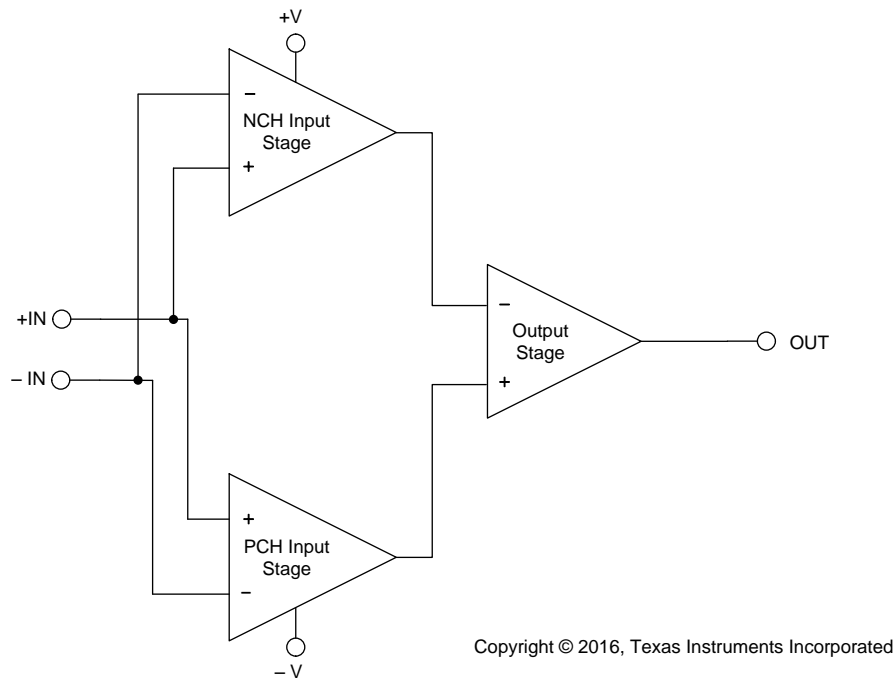 +V
−
NCH Input
Stage
+
+IN
− IN
−
Output
Stage
+
OUT
+
PCH Input
Stage
−
− V
Copyright © 2016, Texas Instruments Incorporated